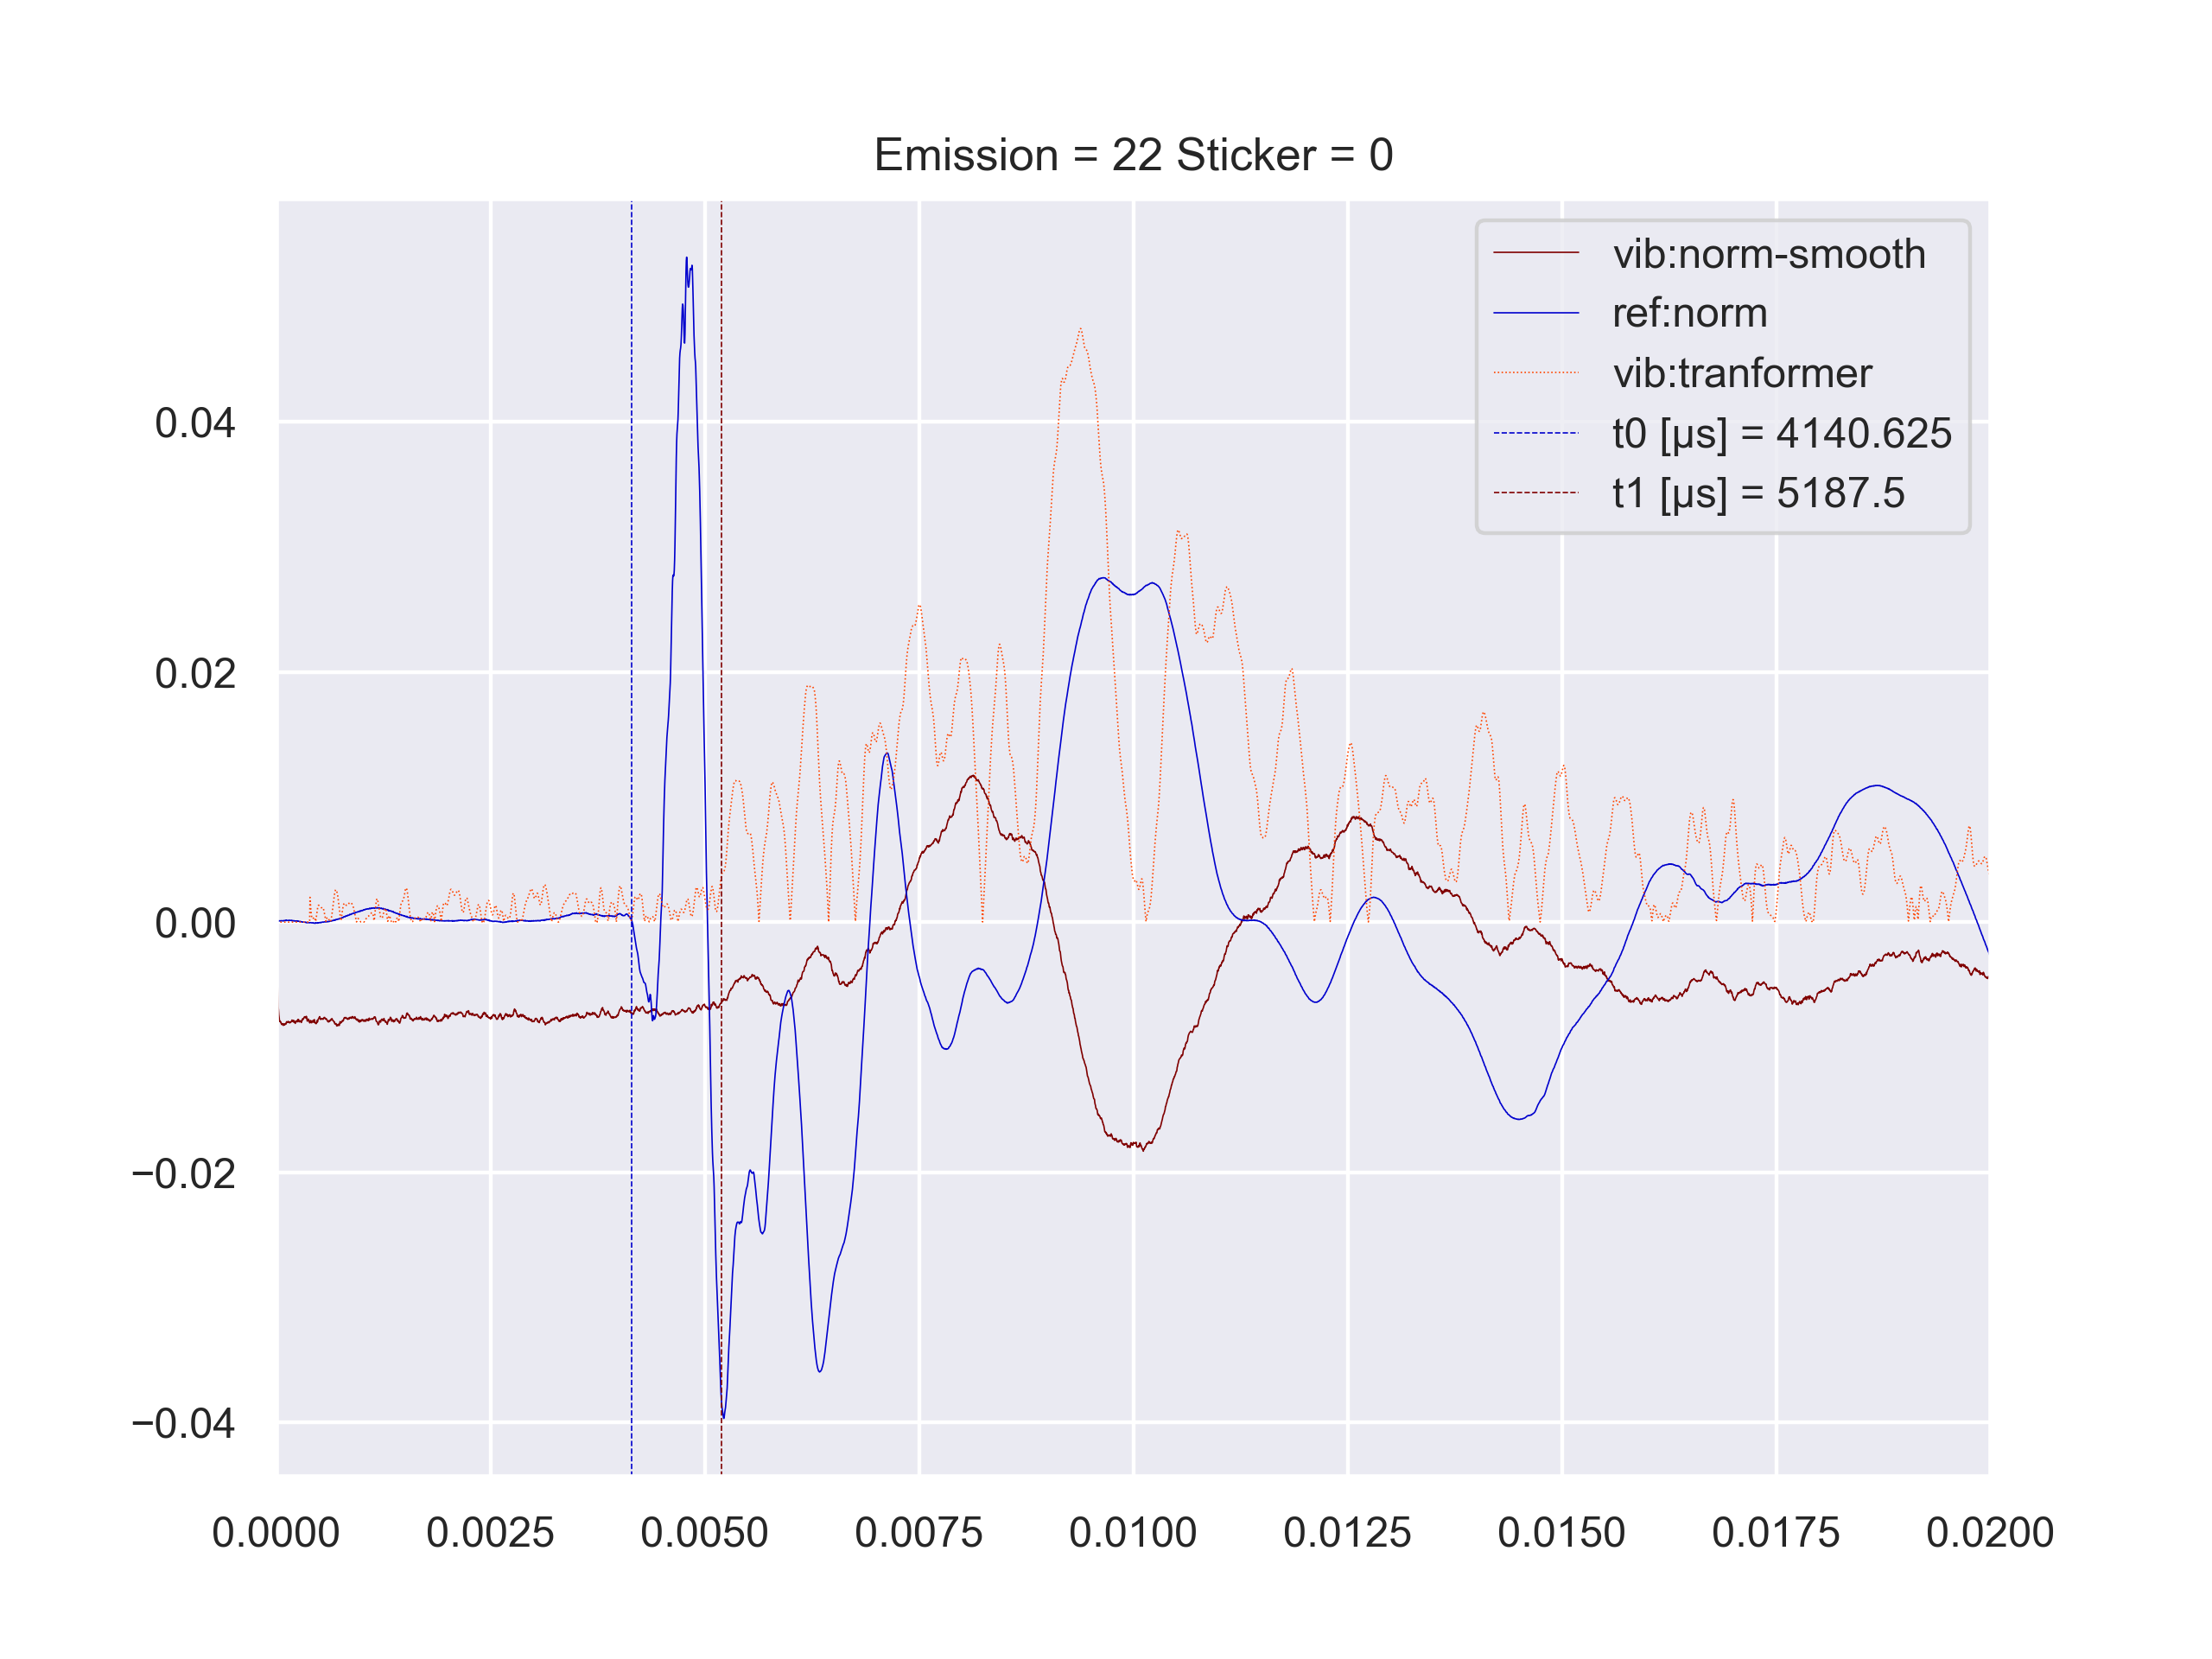 Emission = 22 Sticker = 0
vib:norm-smooth
ref:norm
vib:tranformer
t0 [µs] = 4140.625
t1 [µs] = 5187.5
0.04
0.02
0.00
−0.02
−0.04
0.0000 0.0025 0.0050 0.0075 0.0100 0.0125 0.0150 0.0175 0.0200